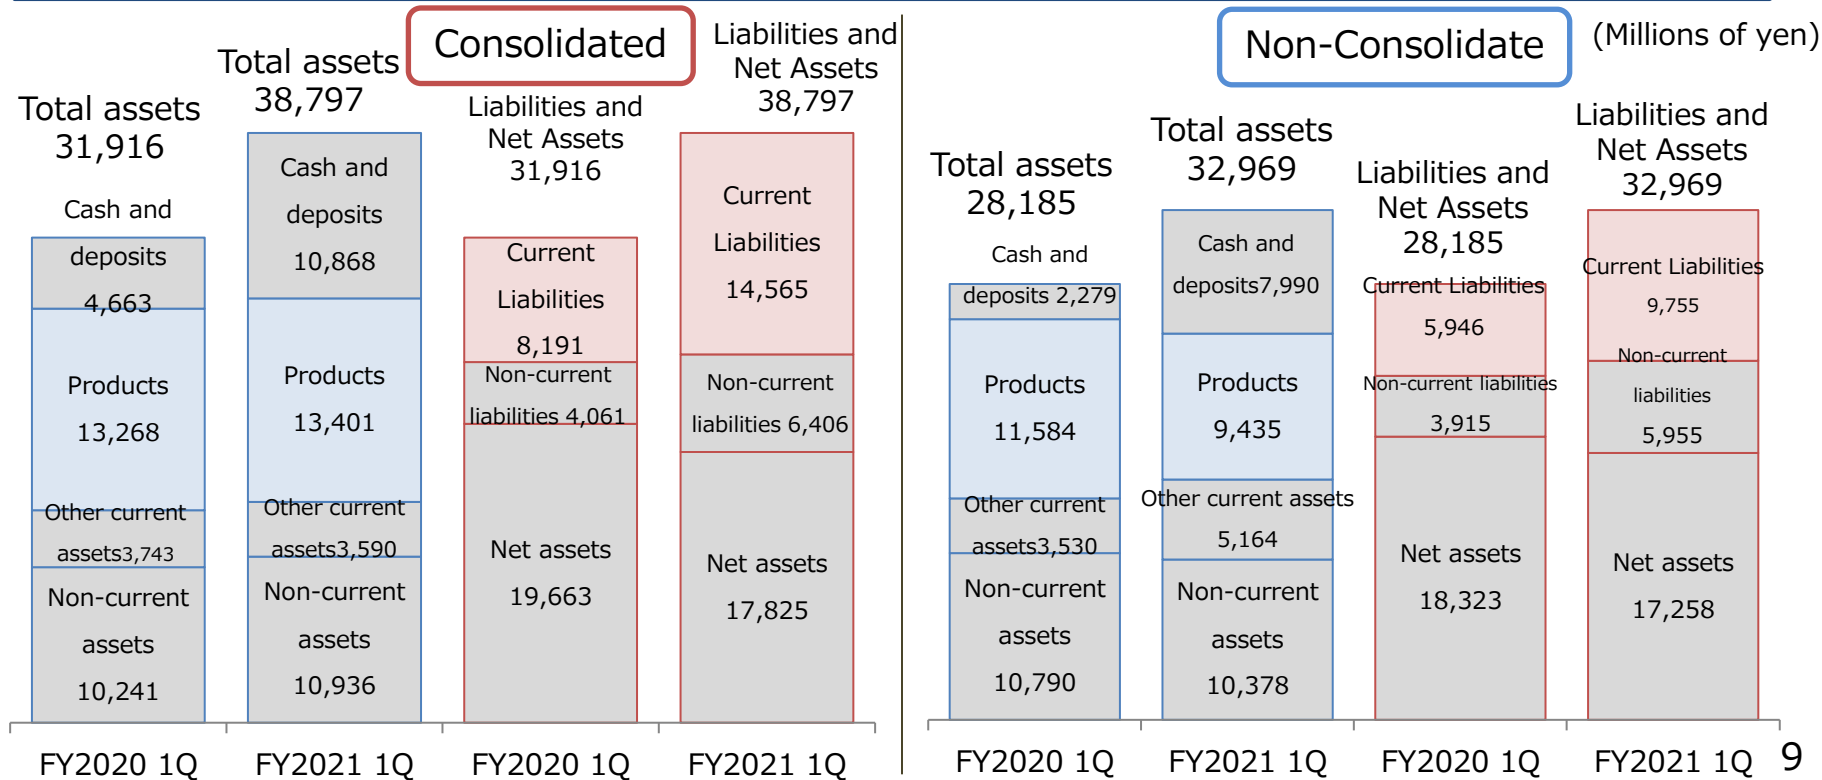 Consolidated
Total assets
31,916
Cash and
deposits
4,663
Products
13,268
Other current
assets3,743
Non-current
assets
10,241
FY2020 1Q
Total assets
38,797
Cash and
deposits
10,868
Products
13,401
Other current
assets3,590
Non-current
assets
10,936
FY2021 1Q
Liabilities and
Net Assets
31,916
Current
Liabilities
8,191
Non-current
liabilities 4,061
Net assets
19,663
FY2020 1Q
Liabilities and
Net Assets
38,797
Current
Liabilities
14,565
Non-current
liabilities 6,406
Net assets
17,825
FY2021 1Q
Non-Consolidate
(Millions of yen)
Total assets
28,185
Cash and
deposits 2,279
Products
11,584
Other current
assets3,530
Non-current
assets
10,790
FY2020 1Q
Total assets
32,969
Cash and
deposits7,990
Products
9,435
Other current assets
5,164
Non-current
assets
10,378
FY2021 1Q
Liabilities and
Net Assets
28,185
Current Liabilities
5,946
Non-current liabilities
3,915
Net assets
18,323
FY2020 1Q
Liabilities and
Net Assets
32,969
Current Liabilities
9,755
Non-current
liabilities
5,955
Net assets
17,258
FY2021 1Q
9